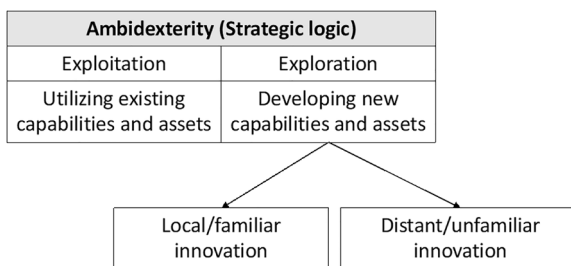 Ambidexterity (Strategic logic)
Exploitation
Exploration
Utilizing existing
capabilities and assets
Developing new
capabilities and assets
Local/familiar
innovation
Distant/unfamiliar
innovation